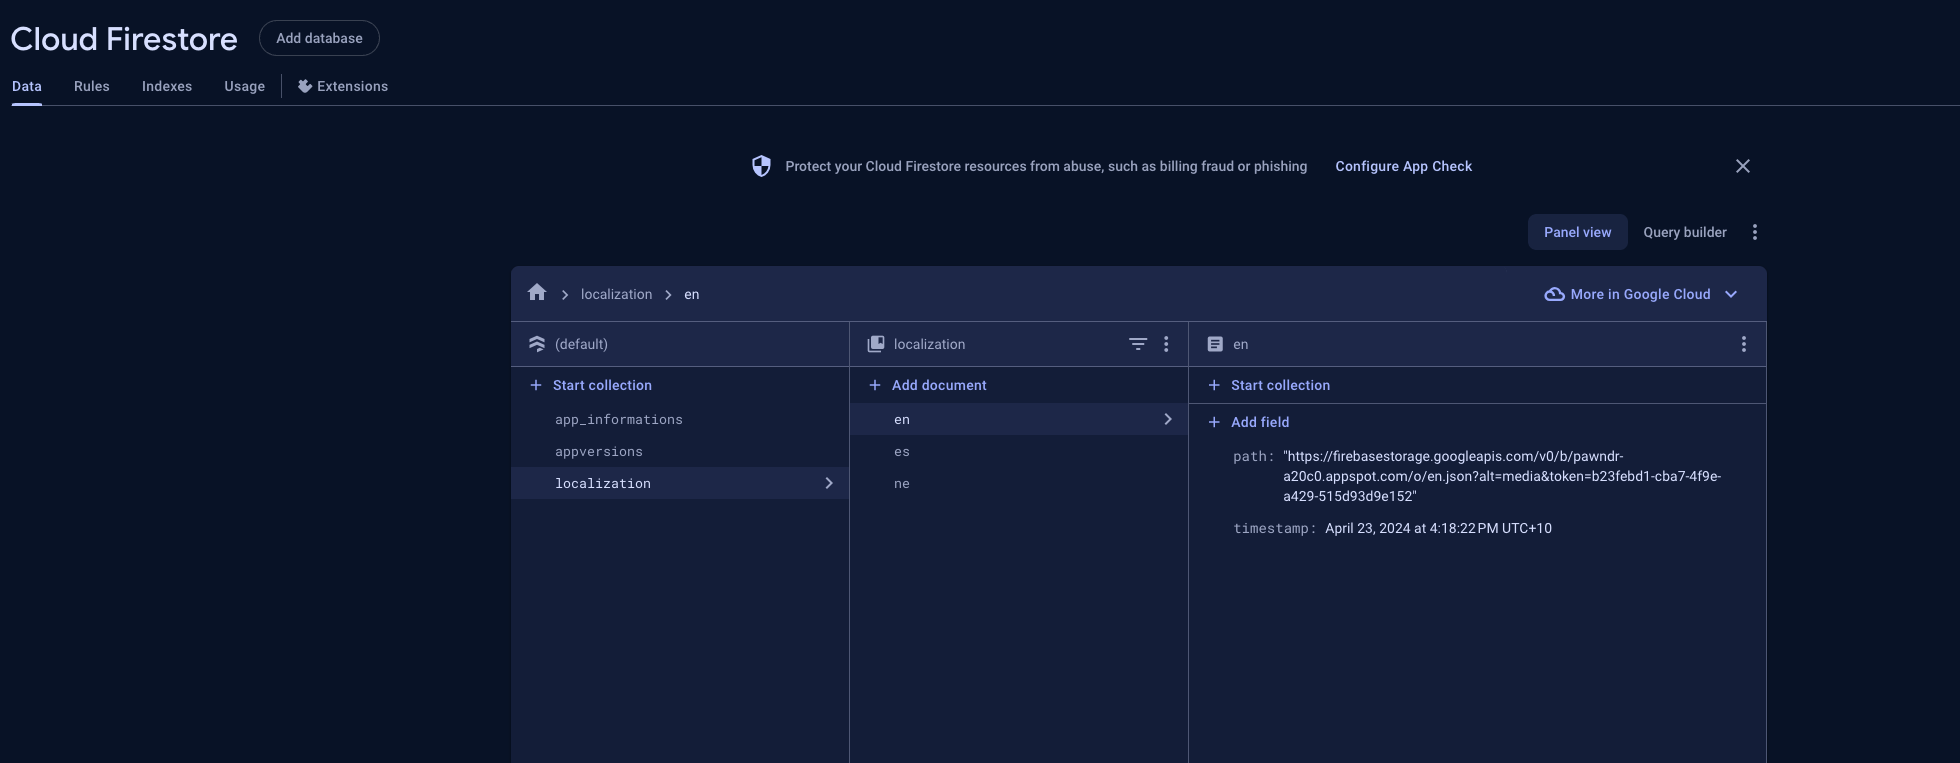 Cloud Firestore
Add database
Data Rules Indexes Usage Extensions
Protect your Cloud Firestore resources from abuse, such as billing fraud or phishing Configure App Check
Panel view Query builder
localization en More in Google Cloud
(default) localization en
Start collection Add document Start collection
app_informations en Add field
appversions es path: "https://firebasestorage.googleapis.com/v0/b/pawndr-
a20c0.appspot.com/o/en.json?alt=media&token=b23febd1-cba7-4f9e-
localization ne a429-515d93d9e152"
timestamp: April 23, 2024 at 4:18:22 PM UTC+10